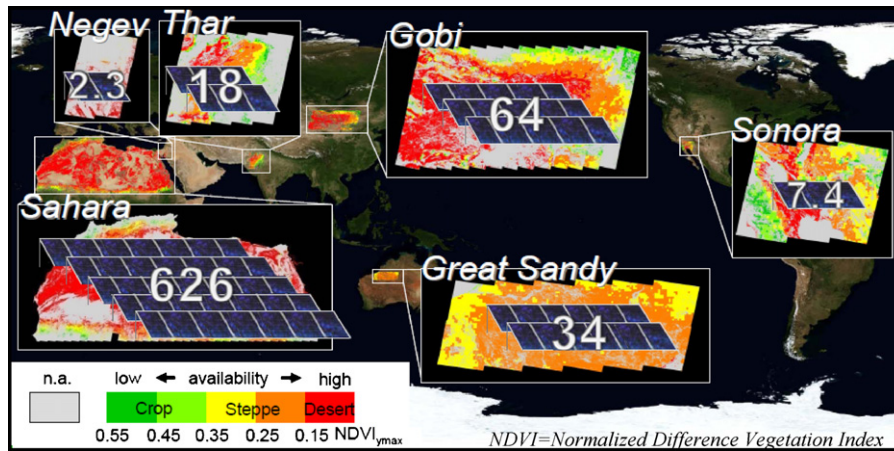 Negev
2.3
Thar
18
Gobi
64
Sonora
7.4
Sahara
626
Great Sandy
34
n.a.
low ← availability → high
Crop Steppe Desert
0.55 0.45 0.35 0.25 0.15 NDVIymax
NDVI=Normalized Difference Vegetation Index